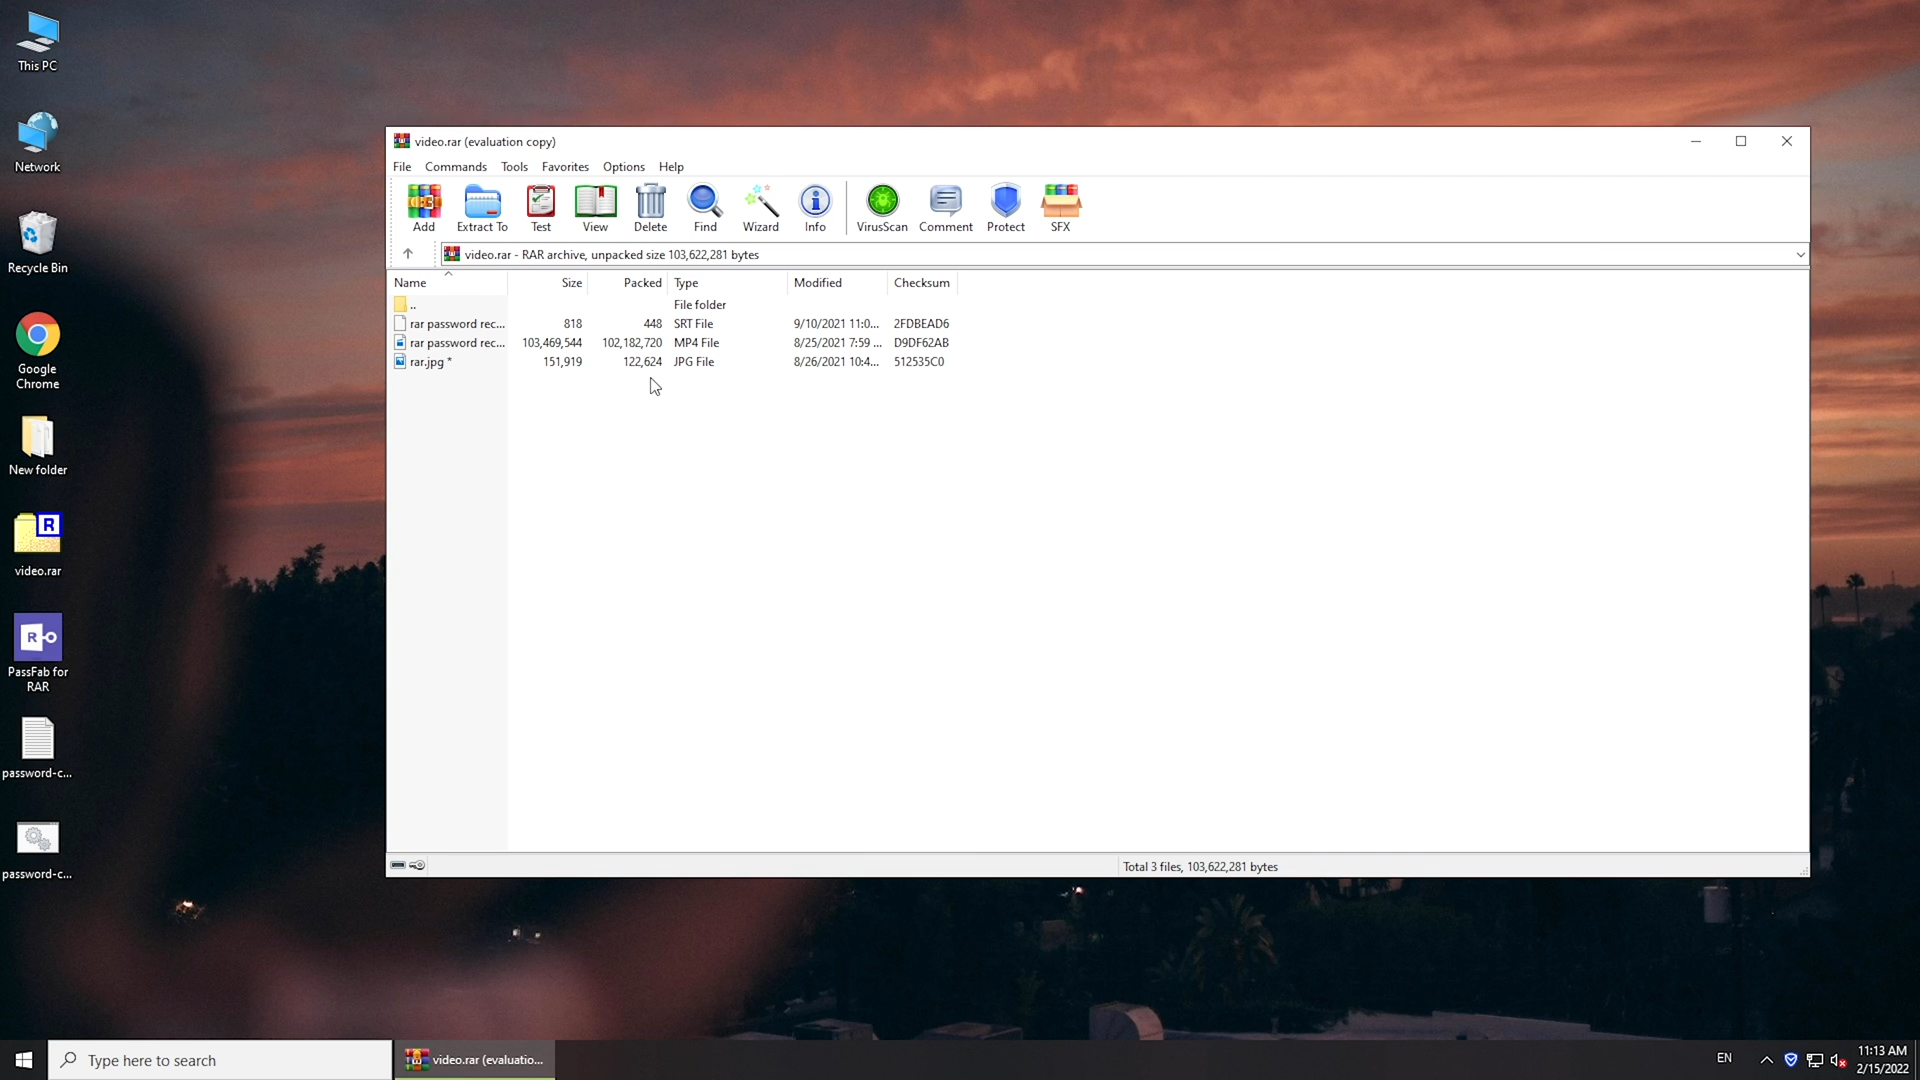 This PC
Network
Recycle Bin
Google
Chrome
New folder
video.rar
PassFab for
RAR
password-c...
password-c...
video.rar (evaluation copy)
File Commands Tools Favorites Options Help
Add Extract To Test View Delete Find Wizard Info VirusScan Comment Protect SFX
video.rar - RAR archive, unpacked size 103,622,281 bytes
Name Size Packed Type Modified Checksum
.. File folder
rar password rec... 818 448 SRT File 9/10/2021 11:0... 2FDBEAD6
rar password rec... 103,469,544 102,182,720 MP4 File 8/25/2021 7:59 ... D9DF62AB
rar.jpg * 151,919 122,624 JPG File 8/26/2021 10:4... 512535C0
Total 3 files, 103,622,281 bytes
Type here to search
video.rar (evaluatio...
EN
11:13 AM
2/15/2022